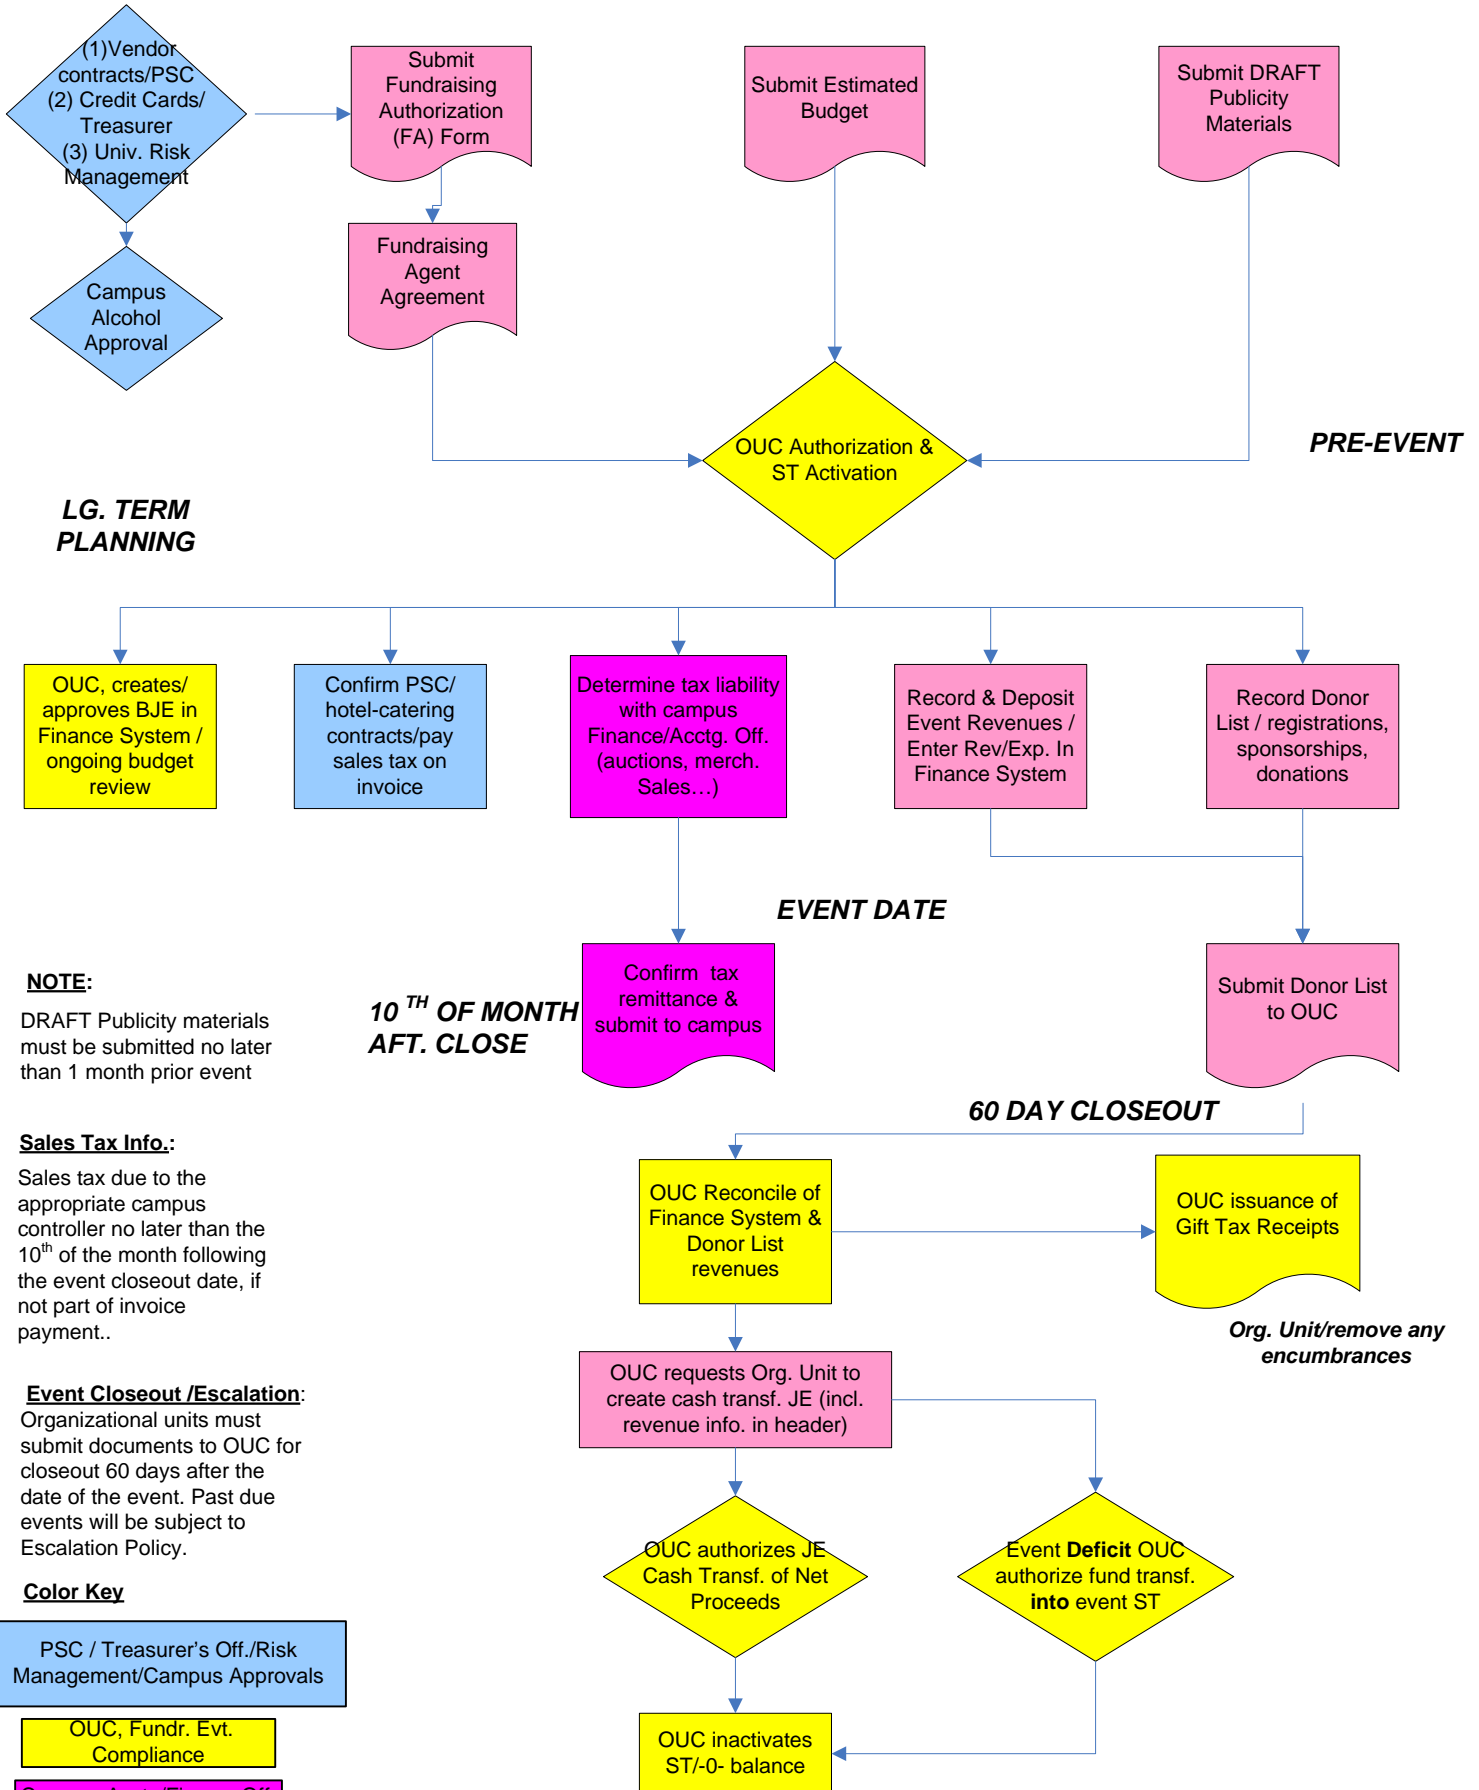 (1)Vendor
contracts/PSC
(2) Credit Cards/
Treasurer
(3) Univ. Risk
Management
Submit
Fundraising
Authorization
(FA) Form
Submit Estimated
Budget
Submit DRAFT
Publicity
Materials
Campus
Alcohol
Approval
Fundraising
Agent
Agreement
OUC Authorization &
ST Activation
PRE-EVENT
LG. TERM
PLANNING
OUC, creates/
approves BJE in
Finance System /
ongoing budget
review
Confirm PSC/
hotel-catering
contracts/pay
sales tax on
invoice
Determine tax liability
with campus
Finance/Acctg. Off.
(auctions, merch.
Sales…)
Record & Deposit
Event Revenues /
Enter Rev/Exp. In
Finance System
Record Donor
List / registrations,
sponsorships,
donations
EVENT DATE
NOTE:
DRAFT Publicity materials
must be submitted no later
than 1 month prior event
10 TH OF MONTH
AFT. CLOSE
Confirm  tax
remittance &
submit to campus
Submit Donor List
to OUC
60 DAY CLOSEOUT
Sales Tax Info.:
Sales tax due to the
appropriate campus
controller no later than the
10th of the month following
the event closeout date, if
not part of invoice
payment..
OUC Reconcile of
Finance System &
Donor List
revenues
OUC issuance of
Gift Tax Receipts
Org. Unit/remove any
encumbrances
Event Closeout /Escalation:
Organizational units must
submit documents to OUC for
closeout 60 days after the
date of the event. Past due
events will be subject to
Escalation Policy.
OUC requests Org. Unit to
create cash transf. JE (incl.
revenue info. in header)
OUC authorizes JE
Cash Transf. of Net
Proceeds
Event Deficit OUC
authorize fund transf.
into event ST
Color Key
PSC / Treasurer's Off./Risk
Management/Campus Approvals
OUC, Fundr. Evt.
Compliance
OUC inactivates
ST/-0- balance